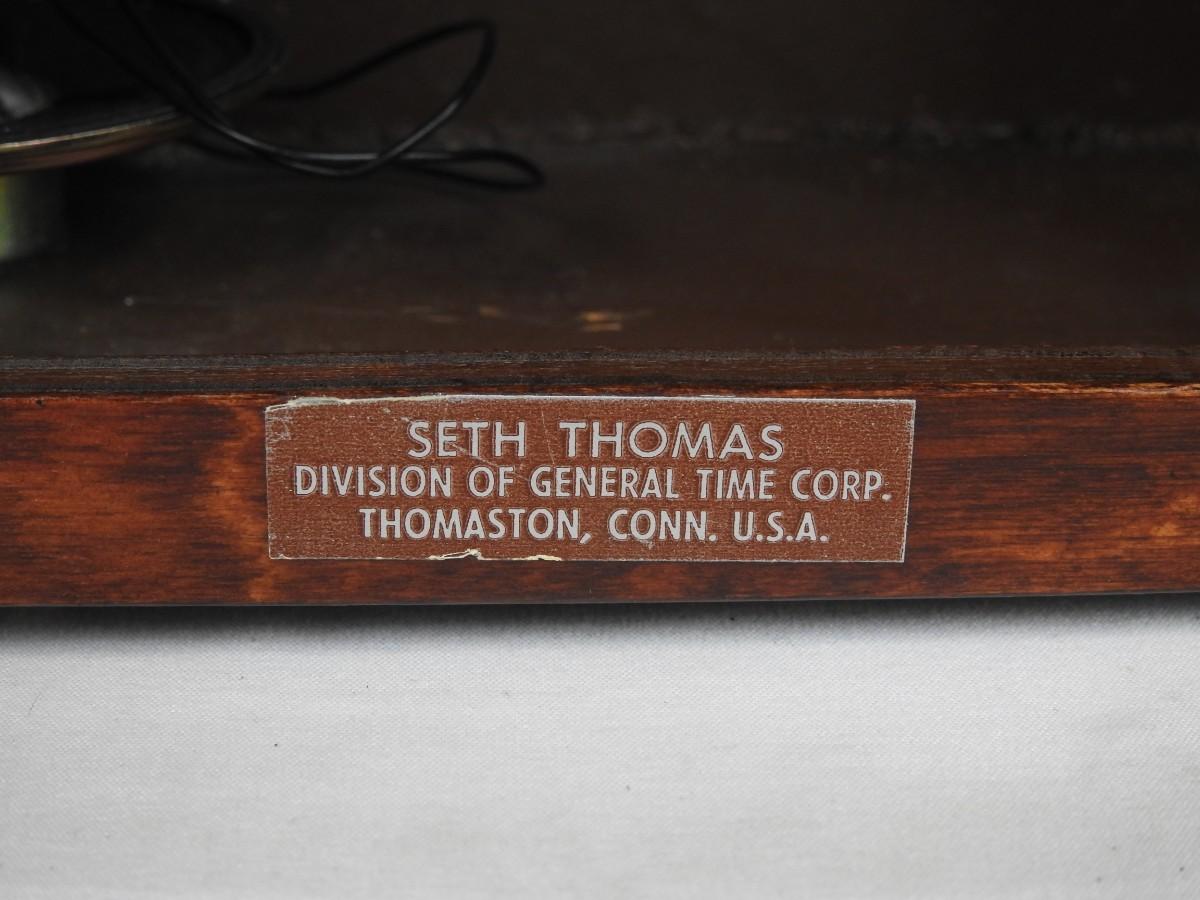 SETH THOMAS
DIVISION OF GENERAL TIME CORP.
THOMASTON, CONN. U.S.A.